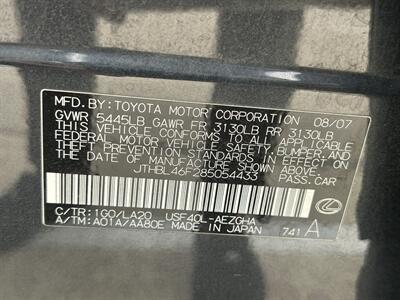 MFD. BY: TOYOTA MOTOR CORPORATION 08/07
GVWR 5445LB GAWR FR 3130LB RR 3130LB
THIS VEHICLE CONFORMS TO ALL APPLICABLE
FEDERAL MOTOR VEHICLE SAFETY, BUMPER, AND
THEFT PREVENTION STANDARDS IN EFFECT ON
THE DATE OF MANUFACTURE SHOWN ABOVE.
JTHBL46F285054433 PASS.CAR
C/TR: 1G0/LA20 USF40L-AEZGHA
A/TM: A01A/AA80E MADE IN JAPAN 741 A